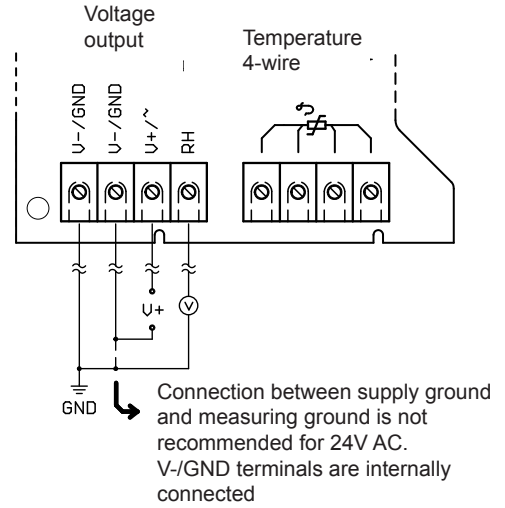 Voltage
output
Temperature
4-wire
V-/GND
V-/GND
V+/~
RH
ϑ
V+
V
GND
Connection between supply ground
and measuring ground is not
recommended for 24V AC.
V-/GND terminals are internally
connected